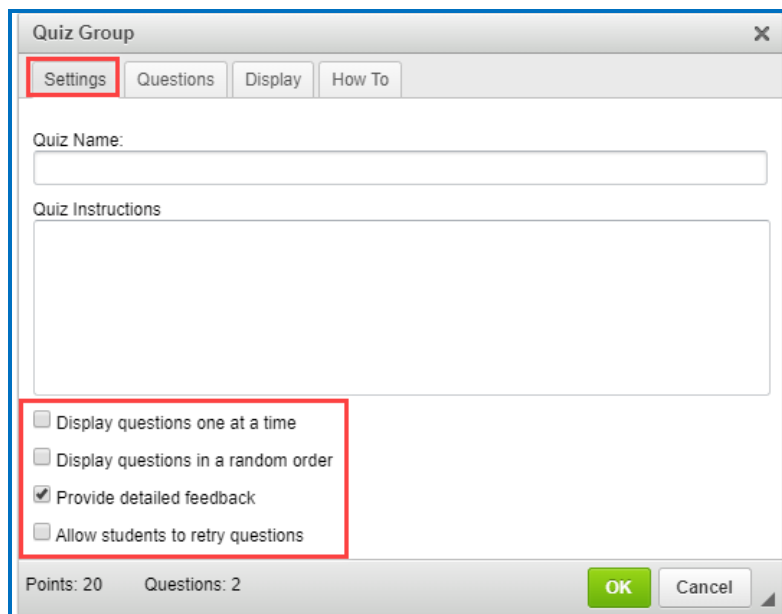 Quiz Group
Settings Questions Display How To
Quiz Name:
Quiz Instructions
Display questions one at a time
Display questions in a random order
Provide detailed feedback
Allow students to retry questions
Points: 20 Questions: 2 OK Cancel